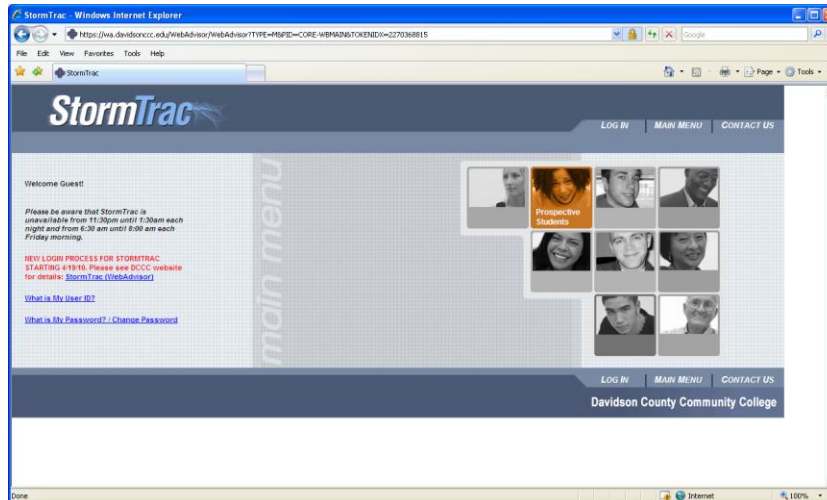 StormTrac - Windows Internet Explorer
https://wa.davidsonccc.edu/WebAdvisor/WebAdvisor?TYPE=M&PID=CORE-WBMAIN&TOKENIDX=2270368815
Google
File Edit View Favorites Tools Help
StormTrac
Page Tools
StormTrac
LOG IN MAIN MENU CONTACT US
main menu
Welcome Guest!
Please be aware that StormTrac is
unavailable from 11:30pm until 1:30am each
night and from 6:30 am until 8:00 am each
Friday morning.
NEW LOGIN PROCESS FOR STORMTRAC
STARTING 4/19/10. Please see DCCC website
for details: StormTrac (WebAdvisor)
What is My User ID?
What is My Password? / Change Password
Prospective
Students
LOG IN MAIN MENU CONTACT US
Davidson County Community College
Done
Internet
100%